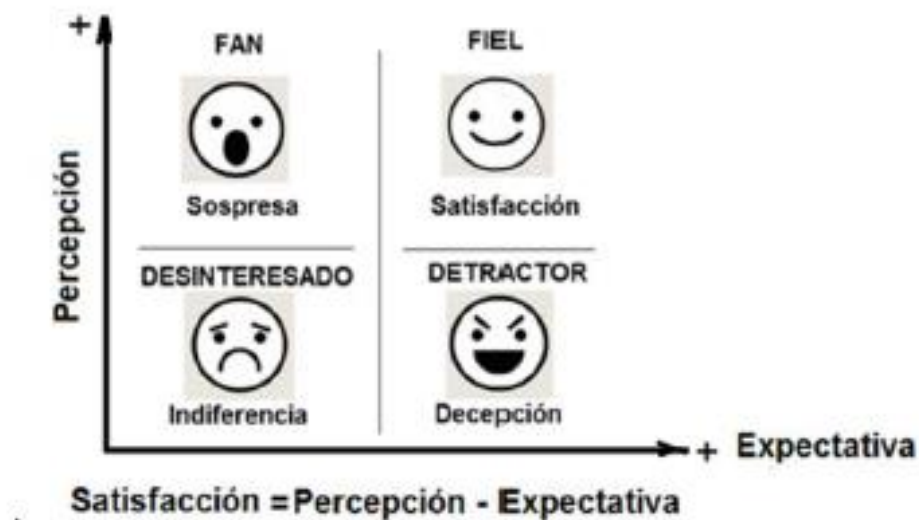 +
FAN
FIEL
Percepción
Sospresa
Satisfacción
DESINTERESADO
DETRACTOR
Indiferencia
Decepción
+ Expectativa
Satisfacción =Percepción - Expectativa